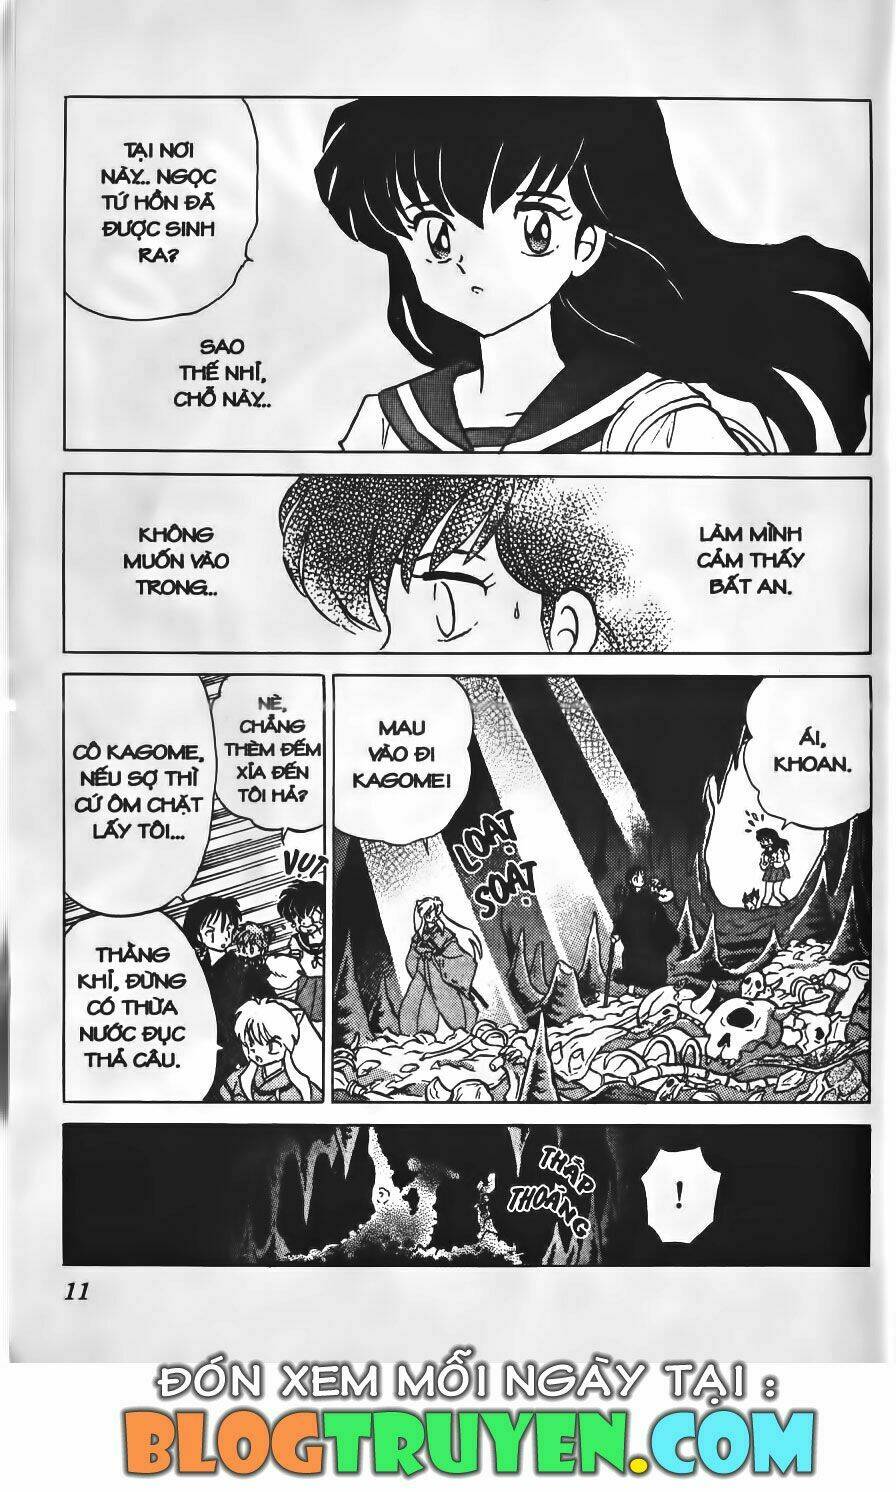 TẠI NƠI
NÀY... NGỌC
TỨ HỒN ĐÃ
ĐƯỢC SINH
RA?
SAO
THẾ NHỈ,
CHỖ NÀY...
LÀM MÌNH
CẢM THẤY
BẤT AN.
KHÔNG
MUỐN VÀO
TRONG...
ÁI,
KHOAN.
MAU
VÀO ĐI
KAGOME!
LOẠT
SOẠT
NÈ,
CHẲNG
THÈM ĐẾM
XỈA ĐẾN
TÔI HẢ?
CÔ KAGOME,
NẾU SỢ THÌ
CỨ ÔM CHẶT
LẤY TÔI...
VỤT
THẰNG
KHỈ, ĐỪNG
CÓ THỪA
NƯỚC ĐỤC
THẢ CÂU.
!
THẤP
THOÁNG
11
ĐÓN XEM MỖI NGÀY TẠI :
BLOGTRUYEN.COM